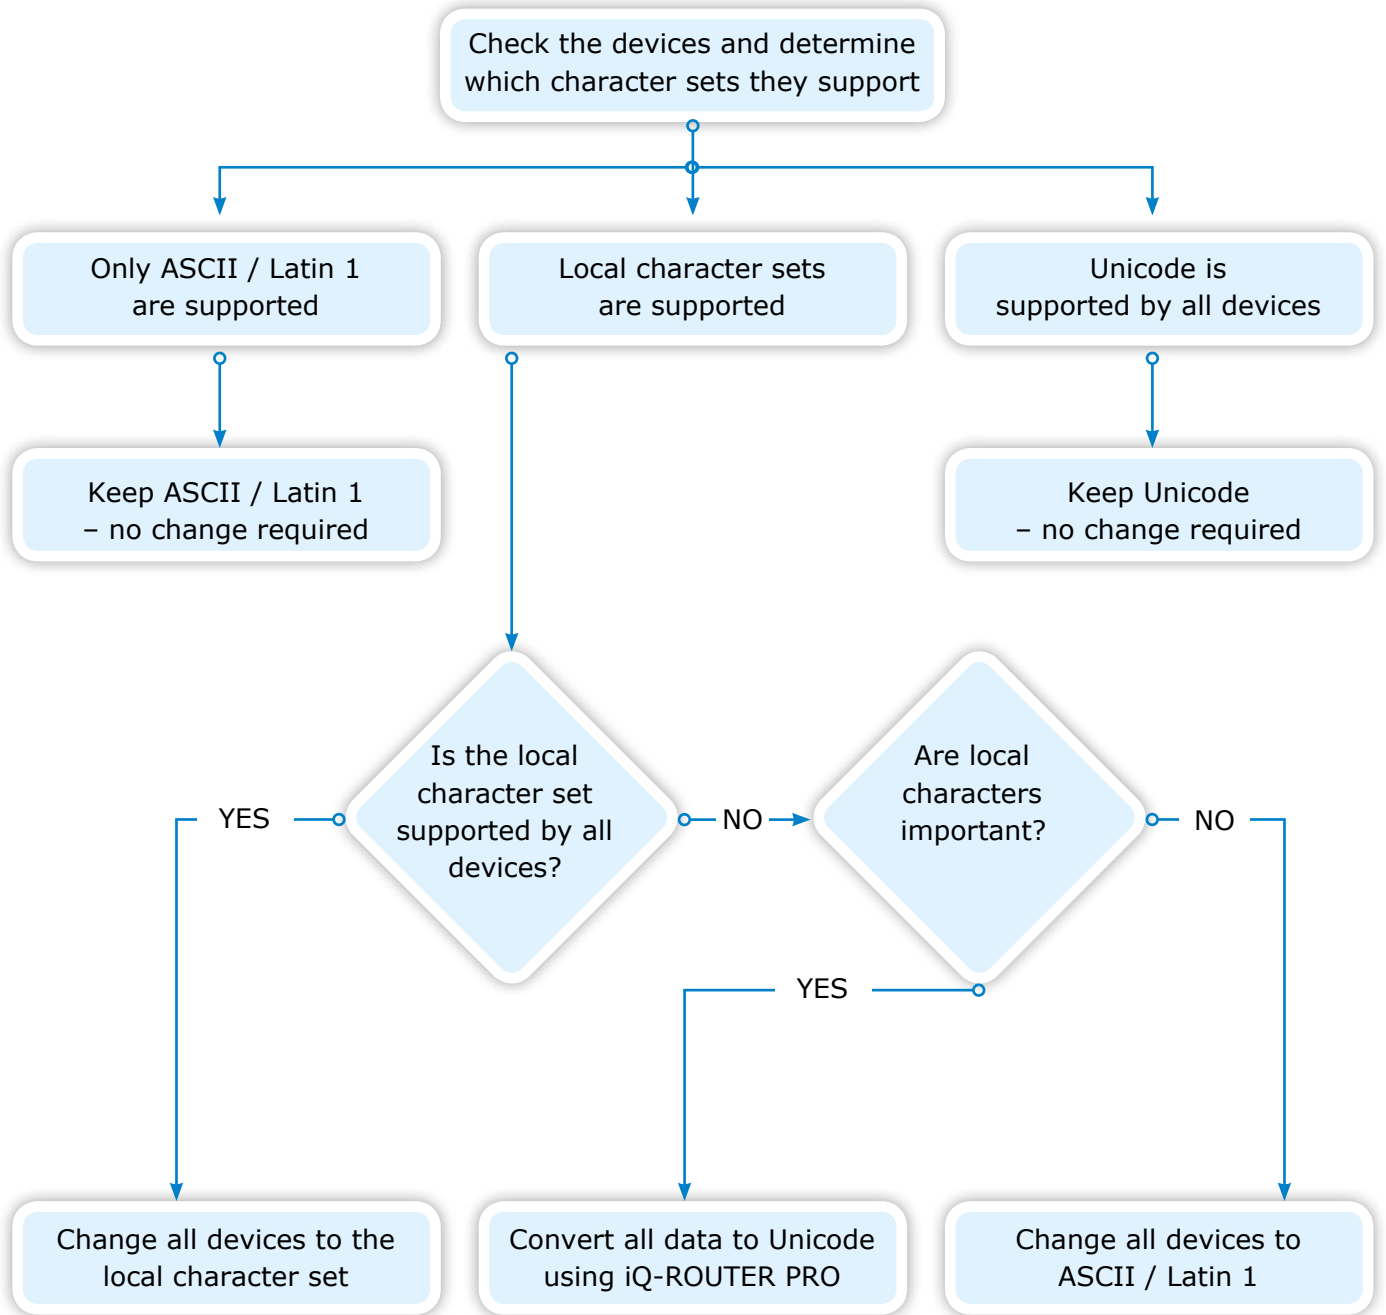 Check the devices and determine
which character sets they support
Only ASCII / Latin 1
are supported
Local character sets
are supported
Unicode is
supported by all devices
Keep ASCII / Latin 1
– no change required
Keep Unicode
– no change required
Is the local
character set
supported by all
devices?
Are local
characters
important?
YES
NO
NO
YES
Change all devices to the
local character set
Convert all data to Unicode
using iQ-ROUTER PRO
Change all devices to
ASCII / Latin 1